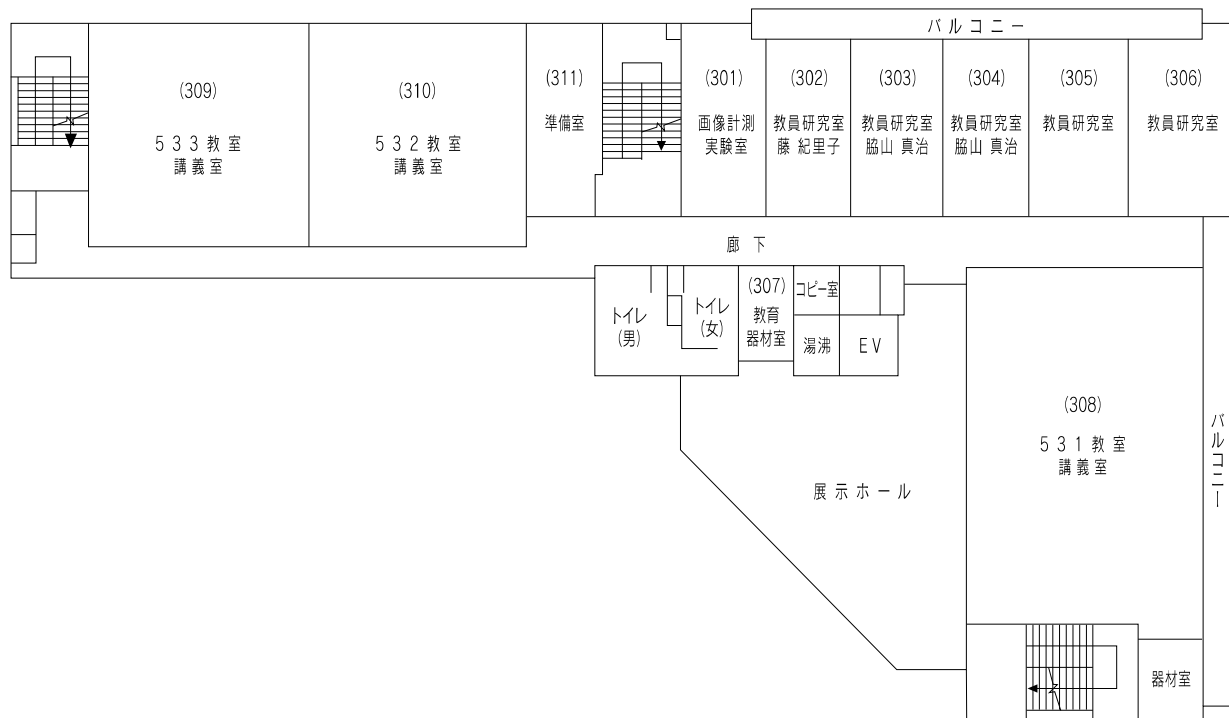 バルコニー
(309)
533教室
講義室
(310)
532教室
講義室
(311)
準備室
(301)
画像計測
実験室
(302)
教員研究室
藤 紀里子
(303)
教員研究室
脇山 真治
(304)
教員研究室
脇山 真治
(305)
教員研究室
(306)
教員研究室
廊下
トイレ
(男)
トイレ
(女)
(307)
教育
器材室
コピー室
湯沸
EV
(308)
531教室
講義室
バルコニー
展示ホール
器材室